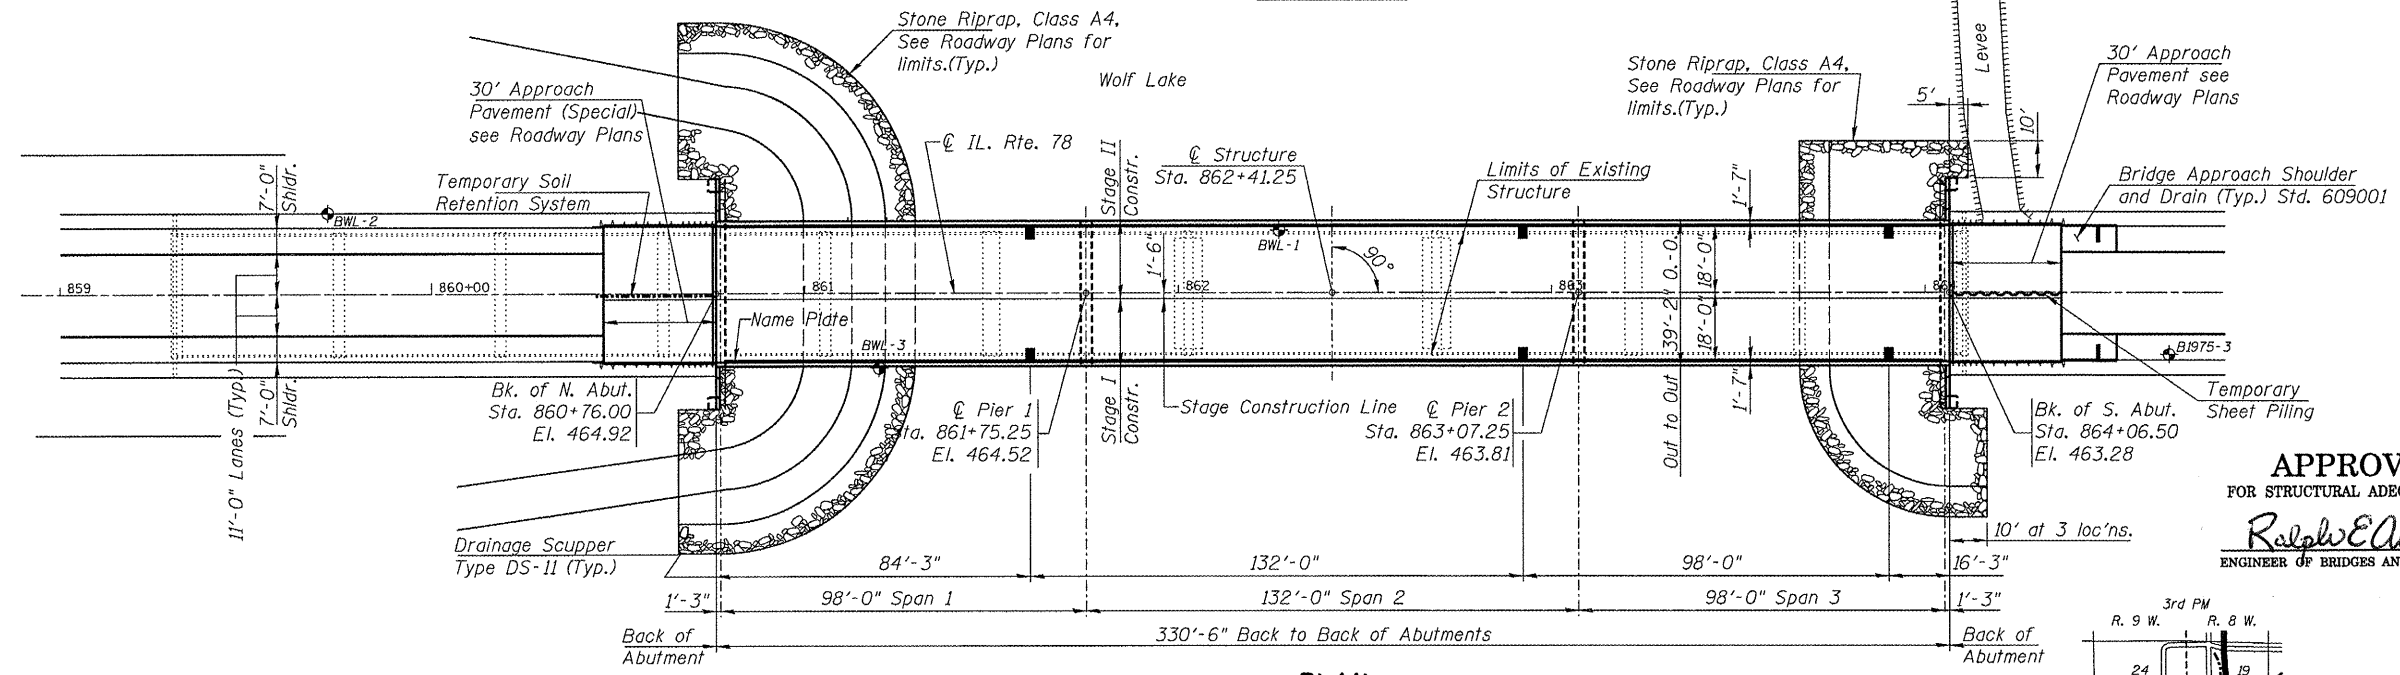 Stone Riprap, Class A4,
See Roadway Plans for
limits.(Typ.)
Wolf Lake
30' Approach
Pavement (Special)
see Roadway Plans
℄ IL. Rte. 78
Stage II
Constr.
℄ Structure
Sta. 862+41.25
Stone Riprap, Class A4,
See Roadway Plans for
limits.(Typ.)
Levee
5'
10'
30' Approach
Pavement see
Roadway Plans
Limits of Existing
Structure
Bridge Approach Shoulder
and Drain (Typ.) Std. 609001
Temporary Soil
Retention System
7'-0"
Shldr.
BWL-2
1'-7"
BWL-1
90°
1'-6"
859
860+00
861
862
863
86
18'-0"
18'-0"
39'-2" O.-O.
Out to Out
Name Plate
BWL-3
B1975-3
11'-0" Lanes (Typ.)
7'-0"
Shldr.
Bk. of N. Abut.
Sta. 860+76.00
El. 464.92
℄ Pier 1
Sta. 861+75.25
El. 464.52
Stage I
Constr.
Stage Construction Line
℄ Pier 2
Sta. 863+07.25
El. 463.81
1'-7"
Bk. of S. Abut.
Sta. 864+06.50
El. 463.28
Temporary
Sheet Piling
APPROV
FOR STRUCTURAL ADEQ
Ralph E
ENGINEER OF BRIDGES AN
10' at 3 loc'ns.
Drainage Scupper
Type DS-11 (Typ.)
84'-3"
132'-0"
98'-0"
16'-3"
1'-3"
98'-0" Span 1
132'-0" Span 2
98'-0" Span 3
1'-3"
Back of
Abutment
330'-6" Back to Back of Abutments
Back of
Abutment
3rd PM
R. 9 W.
R. 8 W.
24
19